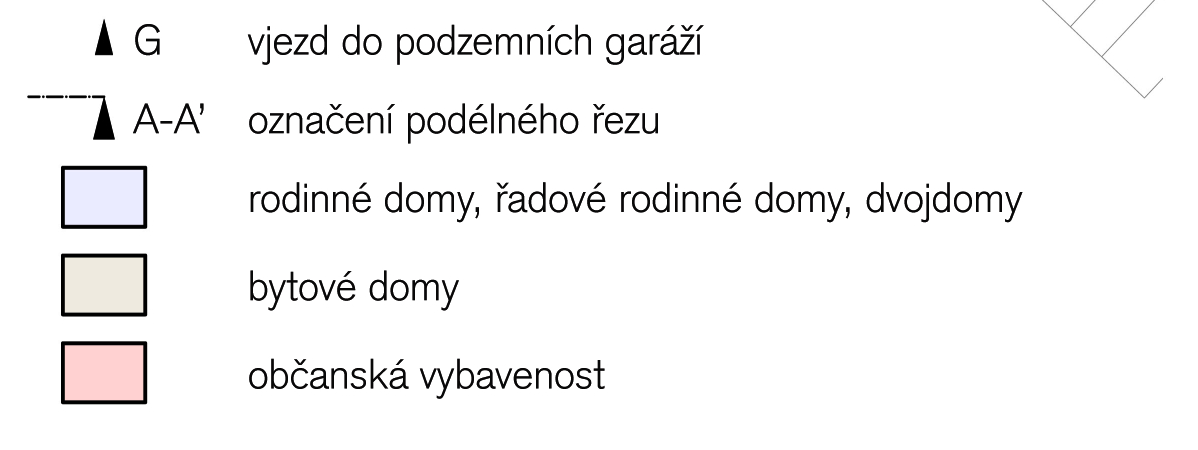 G vjezd do podzemních garáží
A-A’ označení podélného řezu
rodinné domy, řadové rodinné domy, dvojdomy
bytové domy
občanská vybavenost